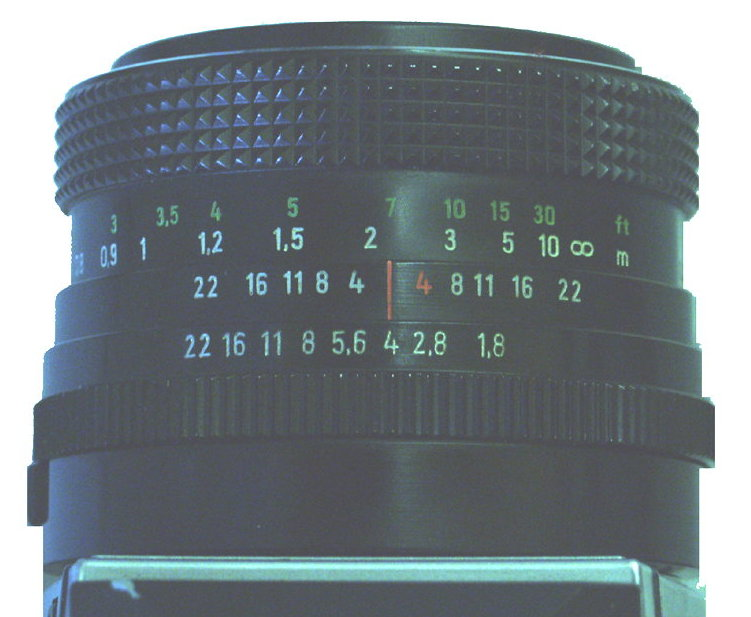 3 3,5 4 5 7 10 15 30 ft
0,9 1 1,2 1,5 2 3 5 10 ∞ m
22 16 11 8 4 4 8 11 16 22
22 16 11 8 5,6 4 2,8 1,8